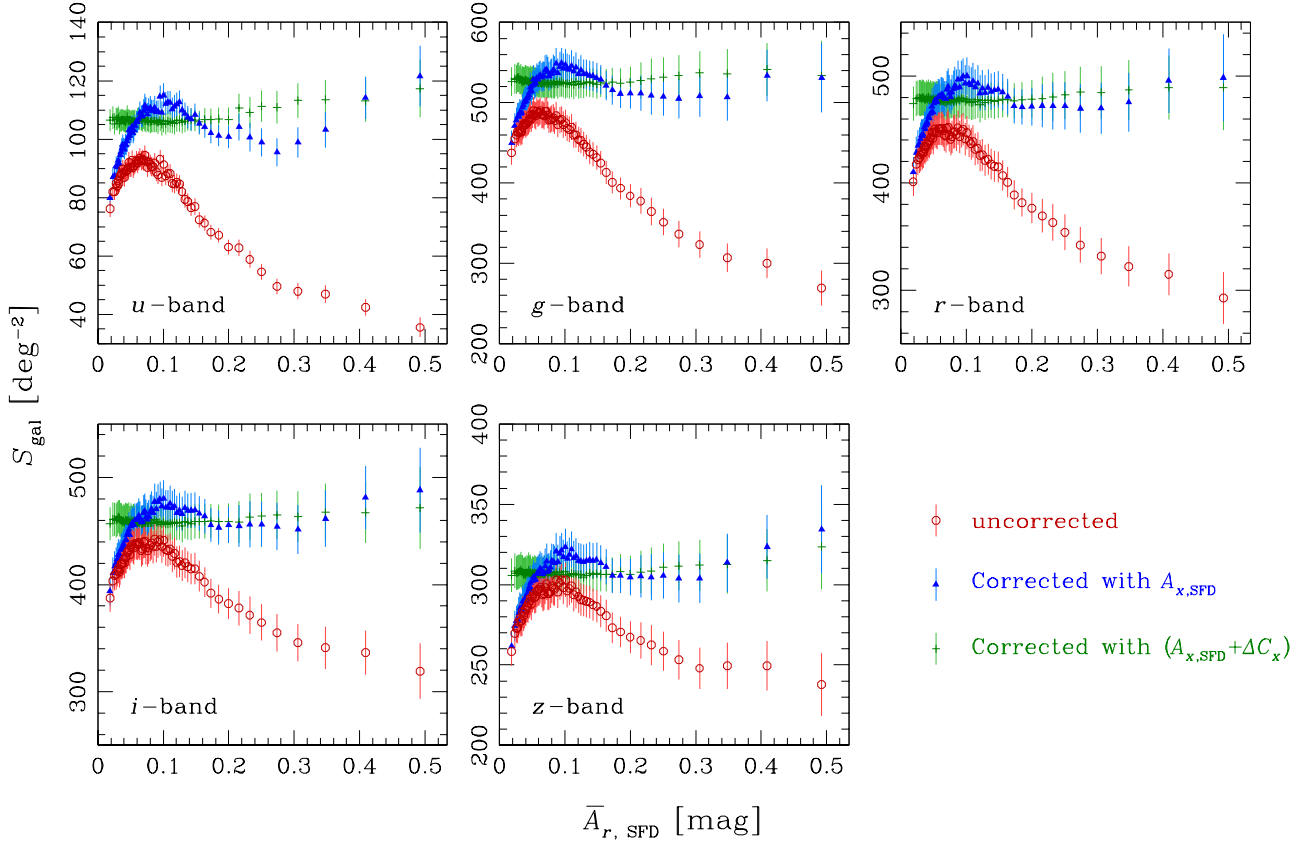 140
120
100
80
60
40
0 0.1 0.2 0.3 0.4 0.5
u-band
600
500
400
300
200
0 0.1 0.2 0.3 0.4 0.5
g-band
500
400
300
0 0.1 0.2 0.3 0.4 0.5
r-band
500
400
300
0 0.1 0.2 0.3 0.4 0.5
i-band
400
350
300
250
200
0 0.1 0.2 0.3 0.4 0.5
z-band
S_gal [deg⁻²]
A̅_r, SFD [mag]
uncorrected
Corrected with A_x,SFD
Corrected with (A_x,SFD+ΔC_x)